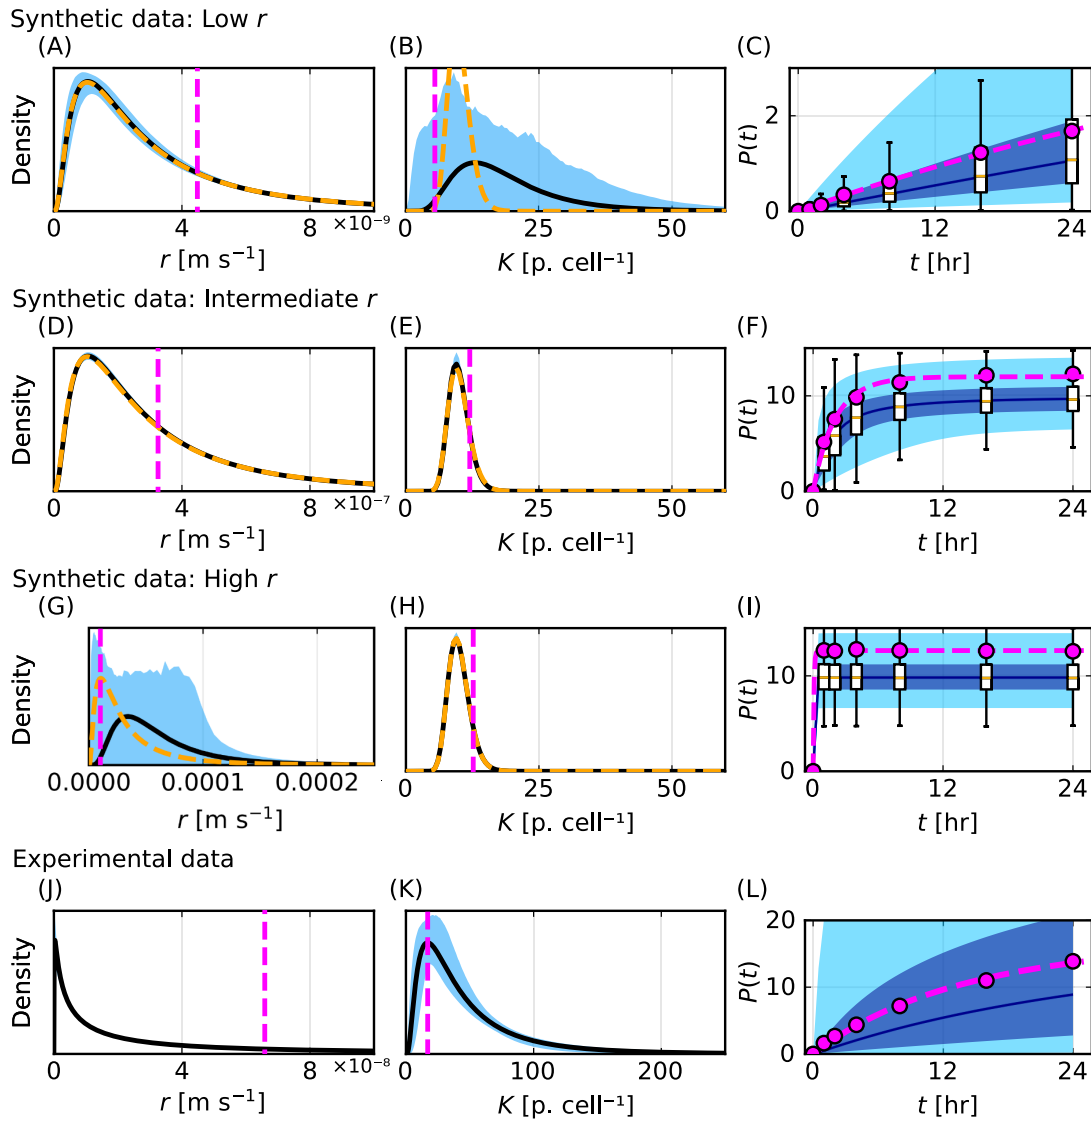 Synthetic data: Low r
(A) (B) (C)
Density
0 4 8 ×10⁻⁹
r [m s⁻¹]
0 25 50
K [p. cell⁻¹]
P(t)
2
0
0 12 24
t [hr]
Synthetic data: Intermediate r
(D) (E) (F)
Density
0 4 8 ×10⁻⁷
r [m s⁻¹]
0 25 50
K [p. cell⁻¹]
P(t)
10
0
0 12 24
t [hr]
Synthetic data: High r
(G) (H) (I)
Density
0.0000 0.0001 0.0002
r [m s⁻¹]
0 25 50
K [p. cell⁻¹]
P(t)
10
0
0 12 24
t [hr]
Experimental data
(J) (K) (L)
Density
0 4 8 ×10⁻⁸
r [m s⁻¹]
0 100 200
K [p. cell⁻¹]
P(t)
20
10
0
0 12 24
t [hr]